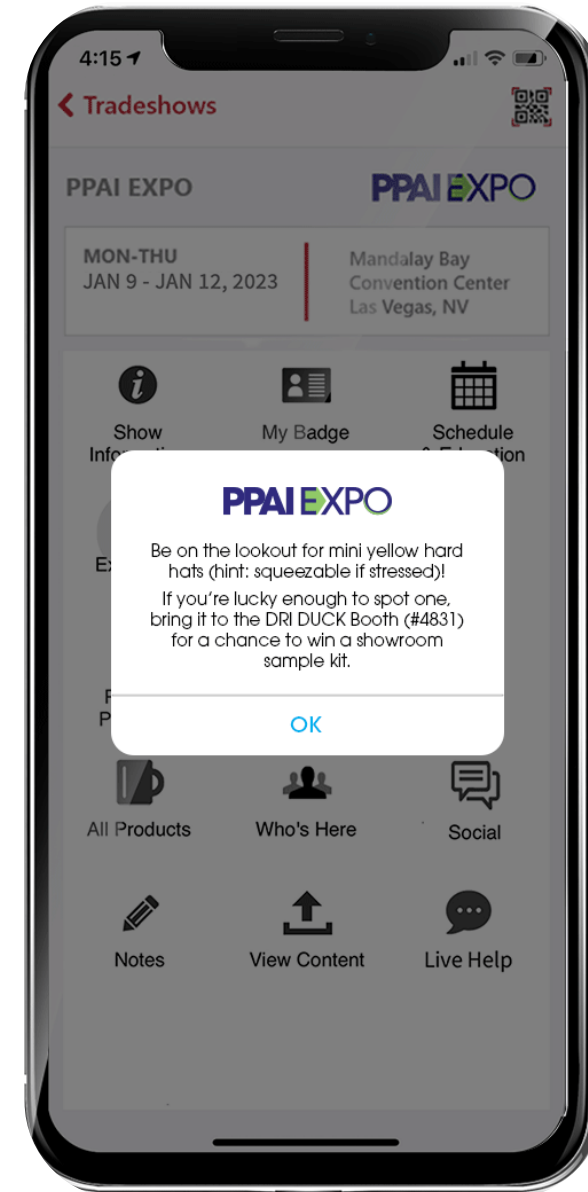 4:15
Tradeshows
PPAI EXPO
PPAI EXPO
MON-THU
JAN 9 - JAN 12, 2023
Mandalay Bay
Convention Center
Las Vegas, NV
Show
My Badge
Schedule
PPAI EXPO
Be on the lookout for mini yellow hard
hats (hint: squeezable if stressed)!
If you're lucky enough to spot one,
bring it to the DRI DUCK Booth (#4831)
for a chance to win a showroom
sample kit.
OK
All Products
Who's Here
Social
Notes
View Content
Live Help